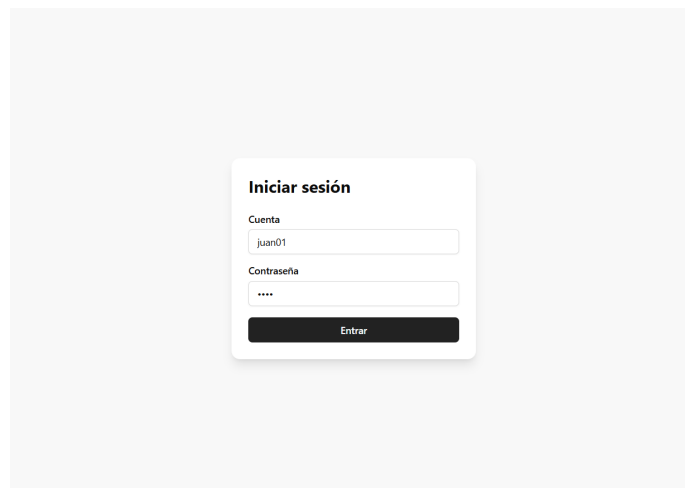 Iniciar sesión
Cuenta
juan01
Contraseña
••••
Entrar